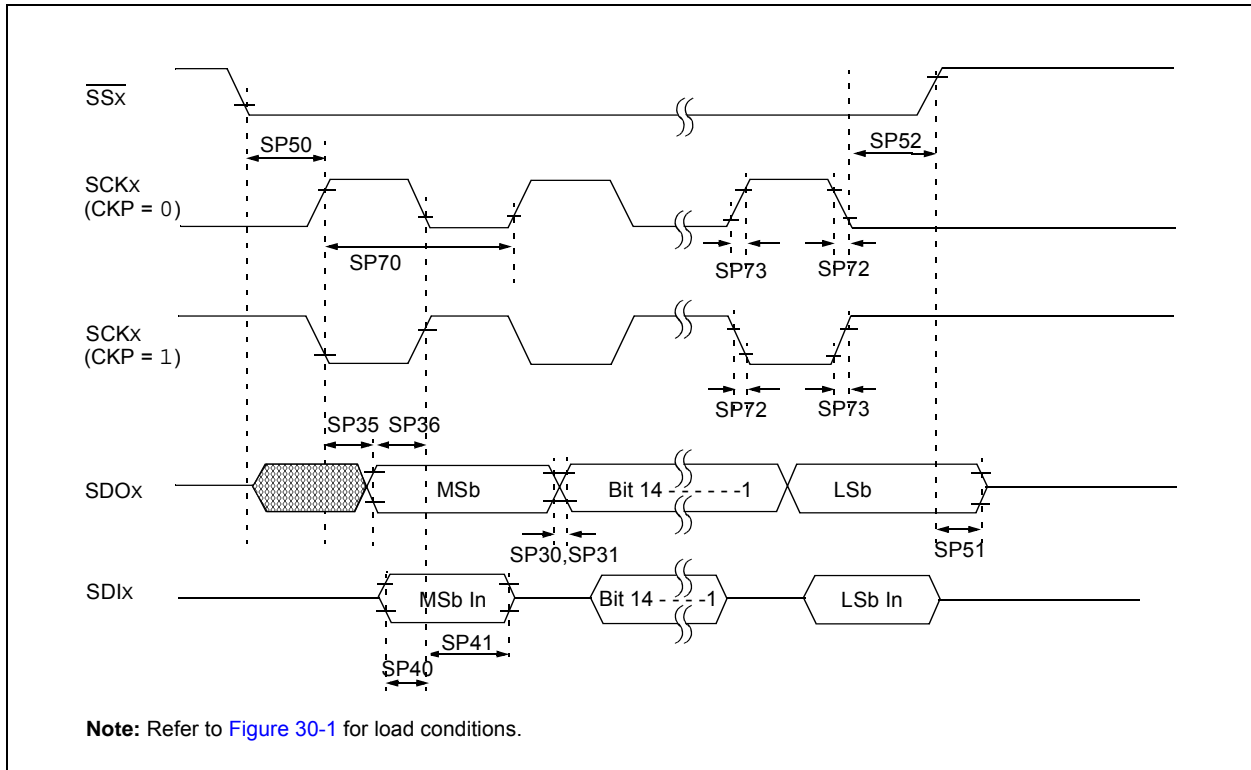 SSx
SP50
SP52
SCKx
(CKP = 0)
SP70
SP73
SP72
SCKx
(CKP = 1)
SP72
SP73
SP35
SP36
SDOx
MSb
Bit 14 - - - - - -1
LSb
SP30,SP31
SP51
SDIx
MSb In
Bit 14 - - - -1
LSb In
SP41
SP40
Note: Refer to Figure 30-1 for load conditions.